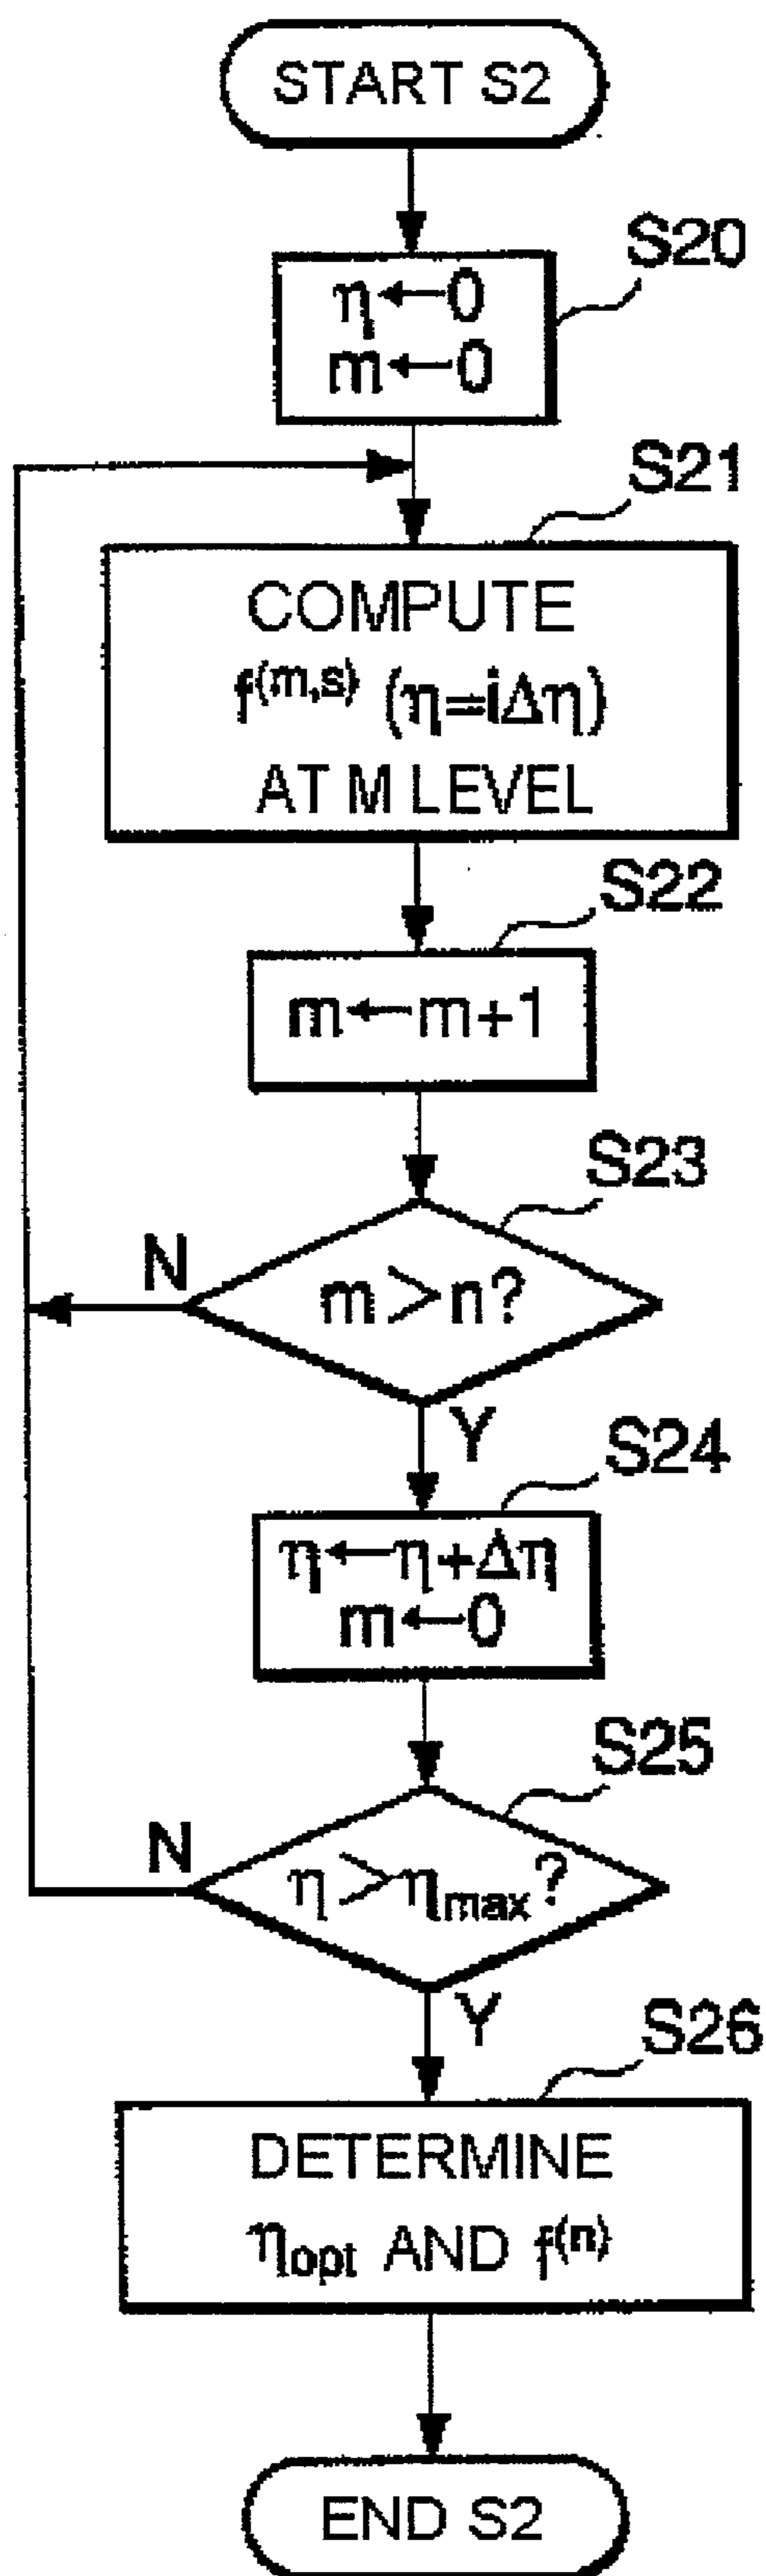 START S2
S20
η←0
m←0
S21
COMPUTE
f(m,s) (η=iΔη)
AT M LEVEL
S22
m←m+1
S23
N
m>n?
Y
S24
η←η+Δη
m←0
S25
N
η>ηmax?
Y
S26
DETERMINE
ηopt AND f(n)
END S2